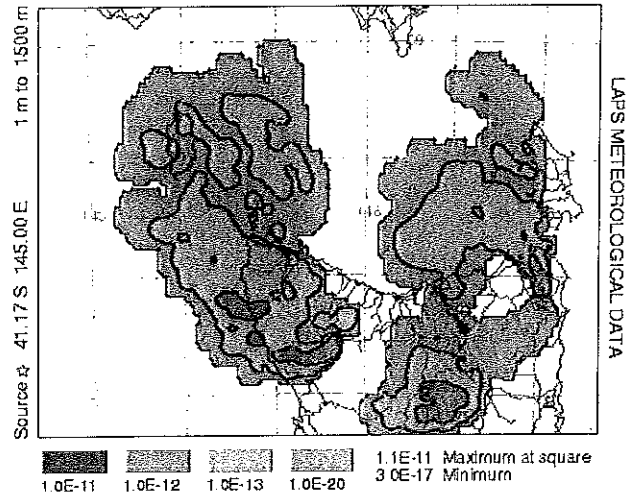 Source ☆ 41.17 S 145.00 E 1 m to 1500 m
LAPS METEOROLOGICAL DATA
1.0E-11 1.0E-12 1.0E-13 1.0E-20
1.1E-11 Maximum at square
3.0E-17 Minimum